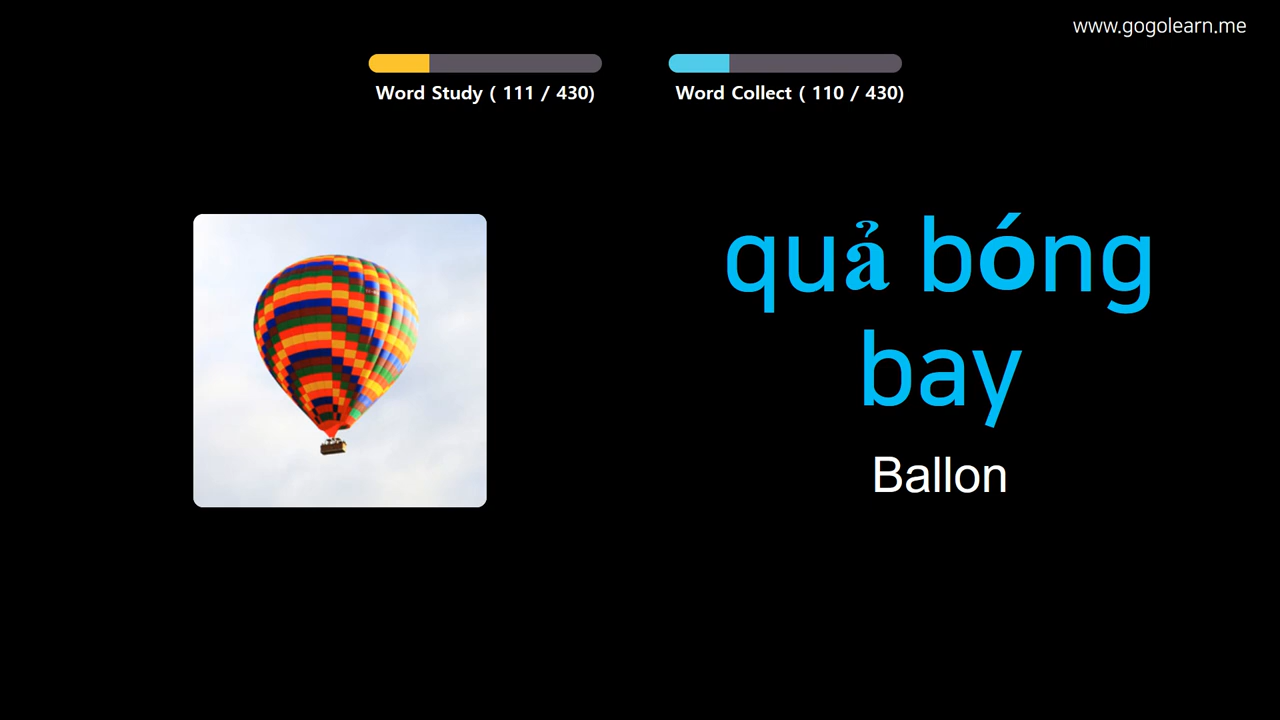 www.gogolearn.me
Word Study ( 111 / 430)
Word Collect ( 110 / 430)
quả bóng
bay
Ballon